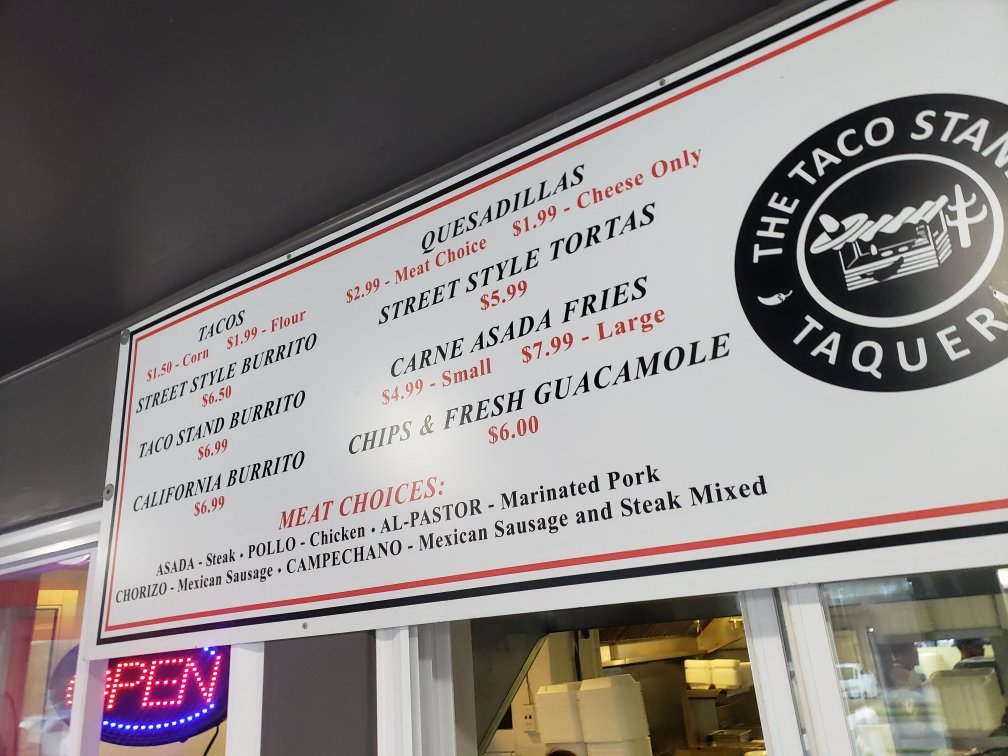 TACOS
$1.50 - Corn $1.99 - Flour
STREET STYLE BURRITO
$6.50
TACO STAND BURRITO
$6.99
CALIFORNIA BURRITO
$6.99
QUESADILLAS
$2.99 - Meat Choice $1.99 - Cheese Only
STREET STYLE TORTAS
$5.99
CARNE ASADA FRIES
$4.99 - Small $7.99 - Large
CHIPS & FRESH GUACAMOLE
$6.00
MEAT CHOICES:
ASADA - Steak • POLLO - Chicken • AL-PASTOR - Marinated Pork
CHORIZO - Mexican Sausage • CAMPECHANO - Mexican Sausage and Steak Mixed
THE TACO STAN
TAQUER
OPEN